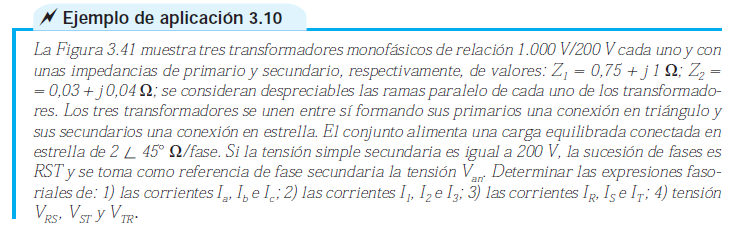 Ejemplo de aplicación 3.10
La Figura 3.41 muestra tres transformadores monofásicos de relación 1.000 V/200 V cada uno y con
unas impedancias de primario y secundario, respectivamente, de valores: Z₁ = 0,75 + j 1 Ω; Z₂ =
= 0,03 + j 0,04 Ω; se consideran despreciables las ramas paralelo de cada uno de los transformado-
res. Los tres transformadores se unen entre sí formando sus primarios una conexión en triángulo y
sus secundarios una conexión en estrella. El conjunto alimenta una carga equilibrada conectada en
estrella de 2 ∠ 45° Ω/fase. Si la tensión simple secundaria es igual a 200 V, la sucesión de fases es
RST y se toma como referencia de fase secundaria la tensión Vₐₙ. Determinar las expresiones faso-
riales de: 1) las corrientes Iₐ, I_b e I_c; 2) las corrientes I₁, I₂ e I₃; 3) las corrientes I_R, I_S e I_T; 4) tensión
V_RS, V_ST y V_TR.